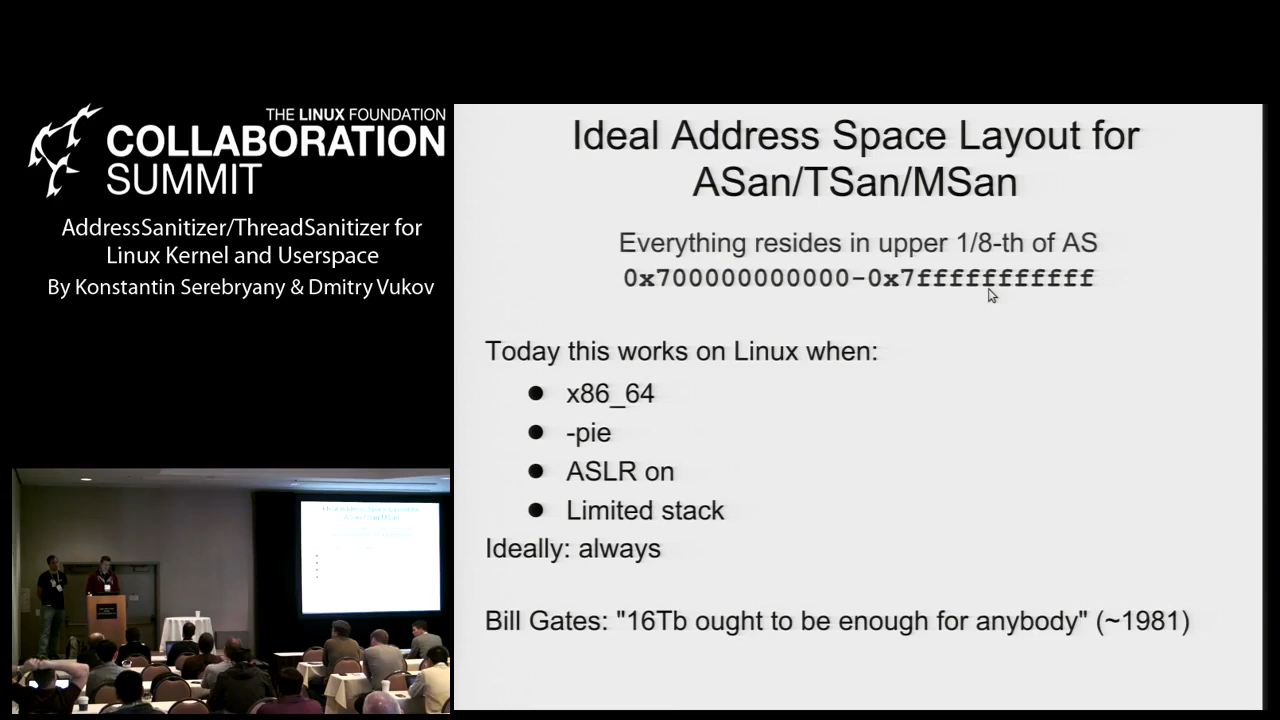 THE LINUX FOUNDATION
COLLABORATION
SUMMIT
AddressSanitizer/ThreadSanitizer for
Linux Kernel and Userspace
By Konstantin Serebryany & Dmitry Vukov
Ideal Address Space Layout for
ASan/TSan/MSan
Everything resides in upper 1/8-th of AS
0x700000000000-0x7fffffffffff
Today this works on Linux when:
● x86_64
● -pie
● ASLR on
● Limited stack
Ideally: always
Bill Gates: "16Tb ought to be enough for anybody" (~1981)